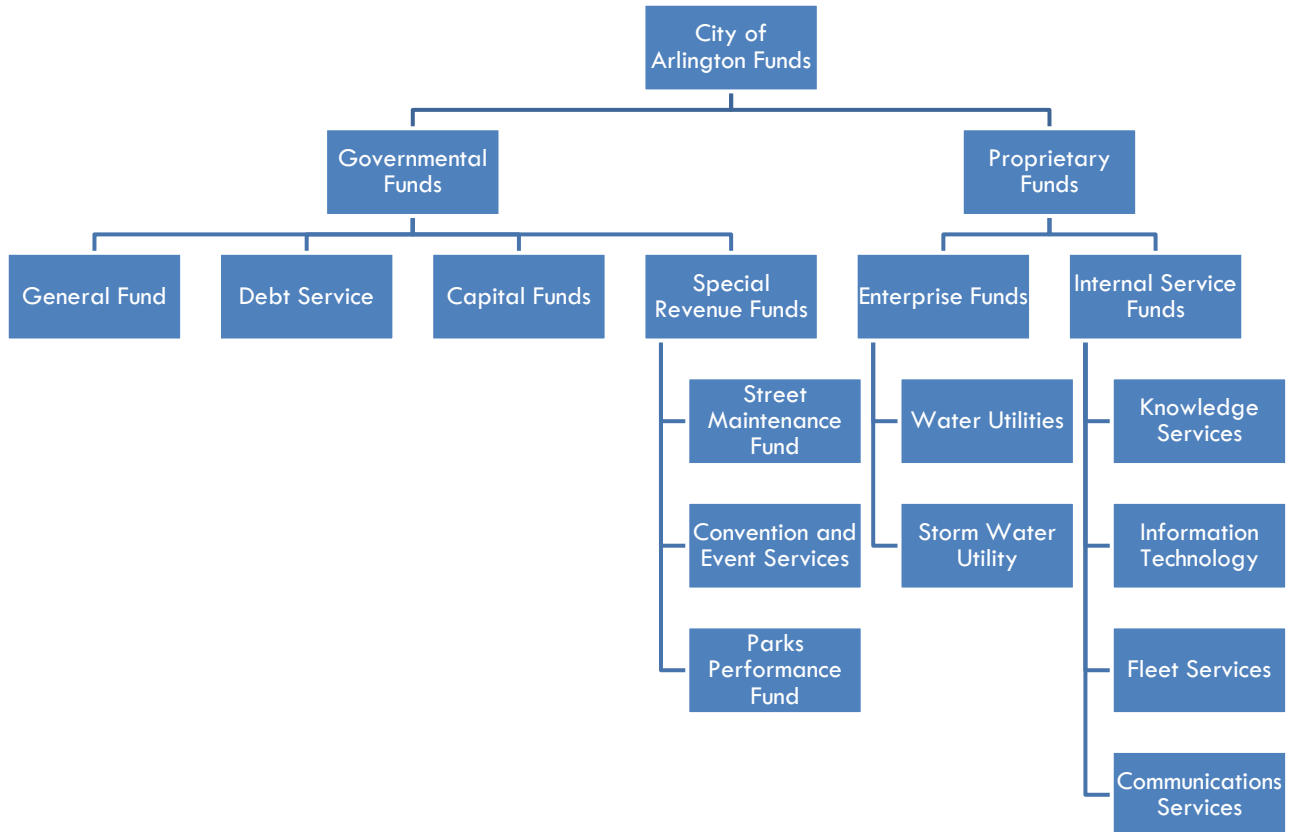 City of
Arlington Funds
Governmental
Funds
Proprietary
Funds
General Fund
Debt Service
Capital Funds
Special
Revenue Funds
Enterprise Funds
Internal Service
Funds
Street
Maintenance
Fund
Water Utilities
Knowledge
Services
Convention and
Event Services
Storm Water
Utility
Information
Technology
Parks
Performance
Fund
Fleet Services
Communications
Services